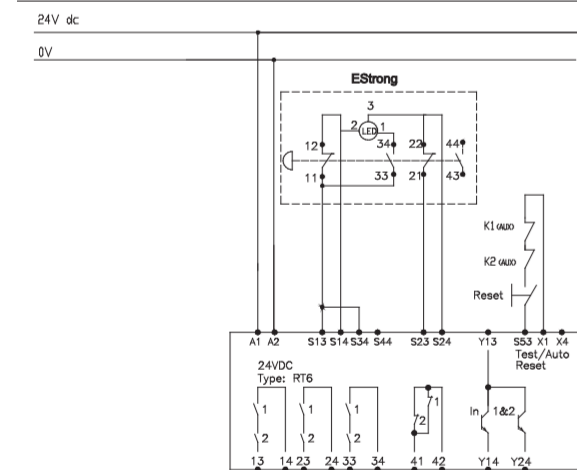 24V dc
0V
EStrong
3
2 LED 1
12 34 22 44
11 33 21 43
K1 (AUX)
K2 (AUX)
Reset
A1 A2 S13 S14 S34 S44 S23 S24 Y13 S53 X1 X4
Test/Auto
Reset
24VDC
Type: RT6
1 1 1 1 In 1&2
2 2 2 2
13 14 23 24 33 34 41 42 Y14 Y24